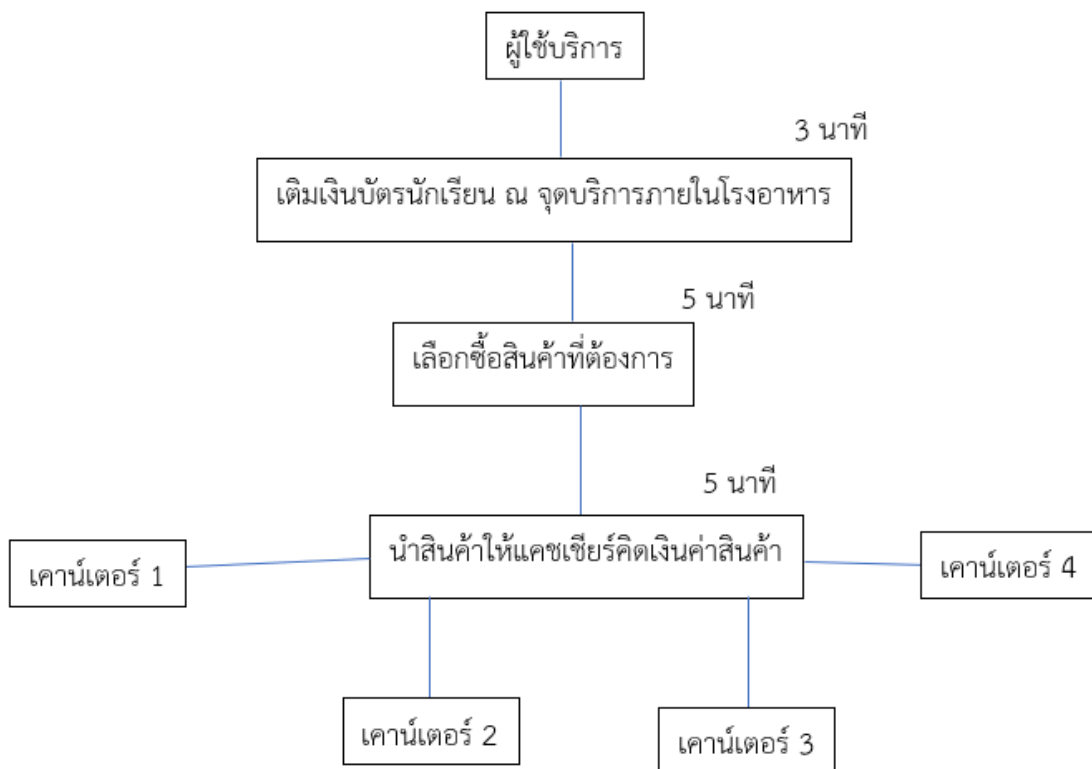 ผู้ใช้บริการ
3 นาที
เติมเงินบัตรนักเรียน ณ จุดบริการภายในโรงอาหาร
5 นาที
เลือกซื้อสินค้าที่ต้องการ
5 นาที
นำสินค้าให้แคชเชียร์คิดเงินค่าสินค้า
เคาน์เตอร์ 1
เคาน์เตอร์ 4
เคาน์เตอร์ 2
เคาน์เตอร์ 3